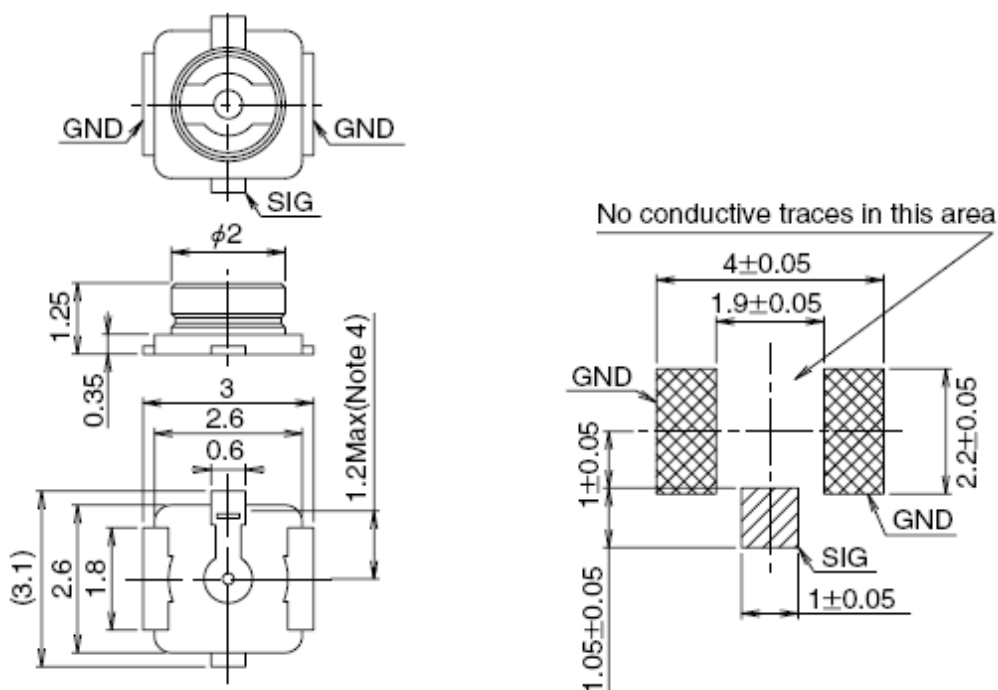 GND
GND
SIG
ϕ2
1.25
0.35
3
2.6
0.6
1.2Max(Note 4)
(3.1)
2.6
1.8
No conductive traces in this area
4±0.05
1.9±0.05
GND
1±0.05
2.2±0.05
GND
SIG
1±0.05
1.05±0.05